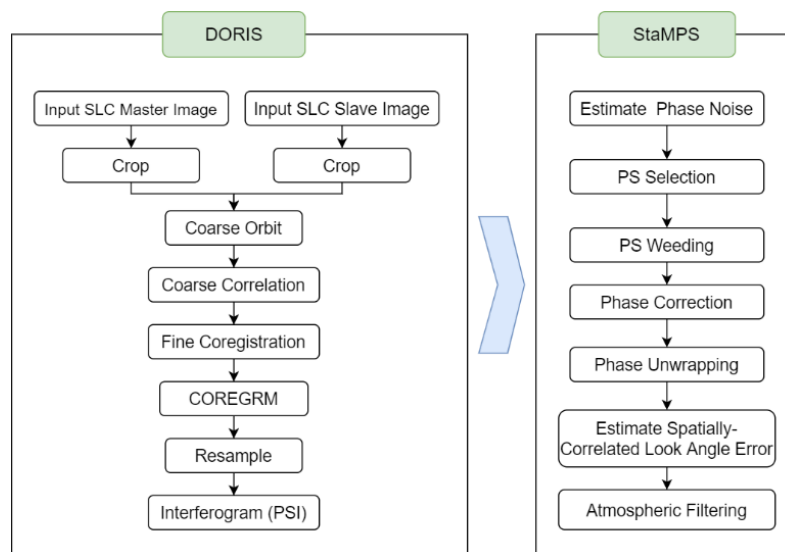 DORIS
Input SLC Master Image
Input SLC Slave Image
Crop
Crop
Coarse Orbit
Coarse Correlation
Fine Coregistration
COREGRM
Resample
Interferogram (PSI)
StaMPS
Estimate Phase Noise
PS Selection
PS Weeding
Phase Correction
Phase Unwrapping
Estimate Spatially-
Correlated Look Angle Error
Atmospheric Filtering